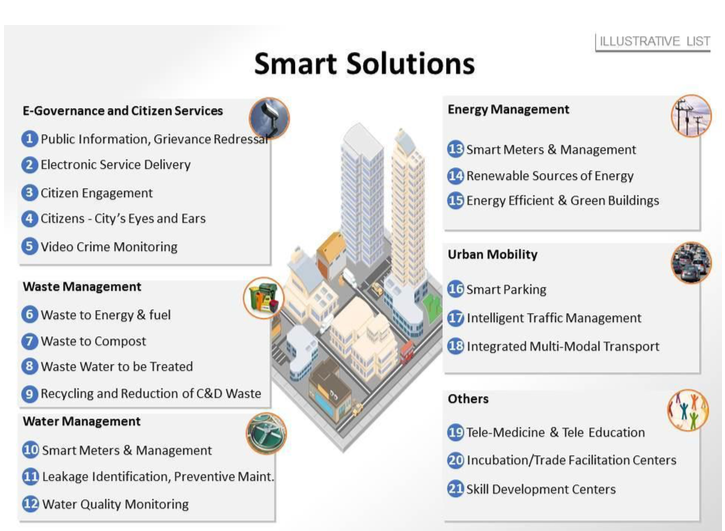 ILLUSTRATIVE LIST
Smart Solutions
E-Governance and Citizen Services
1 Public Information, Grievance Redressal
2 Electronic Service Delivery
3 Citizen Engagement
4 Citizens - City's Eyes and Ears
5 Video Crime Monitoring
Waste Management
6 Waste to Energy & fuel
7 Waste to Compost
8 Waste Water to be Treated
9 Recycling and Reduction of C&D Waste
Water Management
10 Smart Meters & Management
11 Leakage Identification, Preventive Maint.
12 Water Quality Monitoring
Energy Management
13 Smart Meters & Management
14 Renewable Sources of Energy
15 Energy Efficient & Green Buildings
Urban Mobility
16 Smart Parking
17 Intelligent Traffic Management
18 Integrated Multi-Modal Transport
Others
19 Tele-Medicine & Tele Education
20 Incubation/Trade Facilitation Centers
21 Skill Development Centers